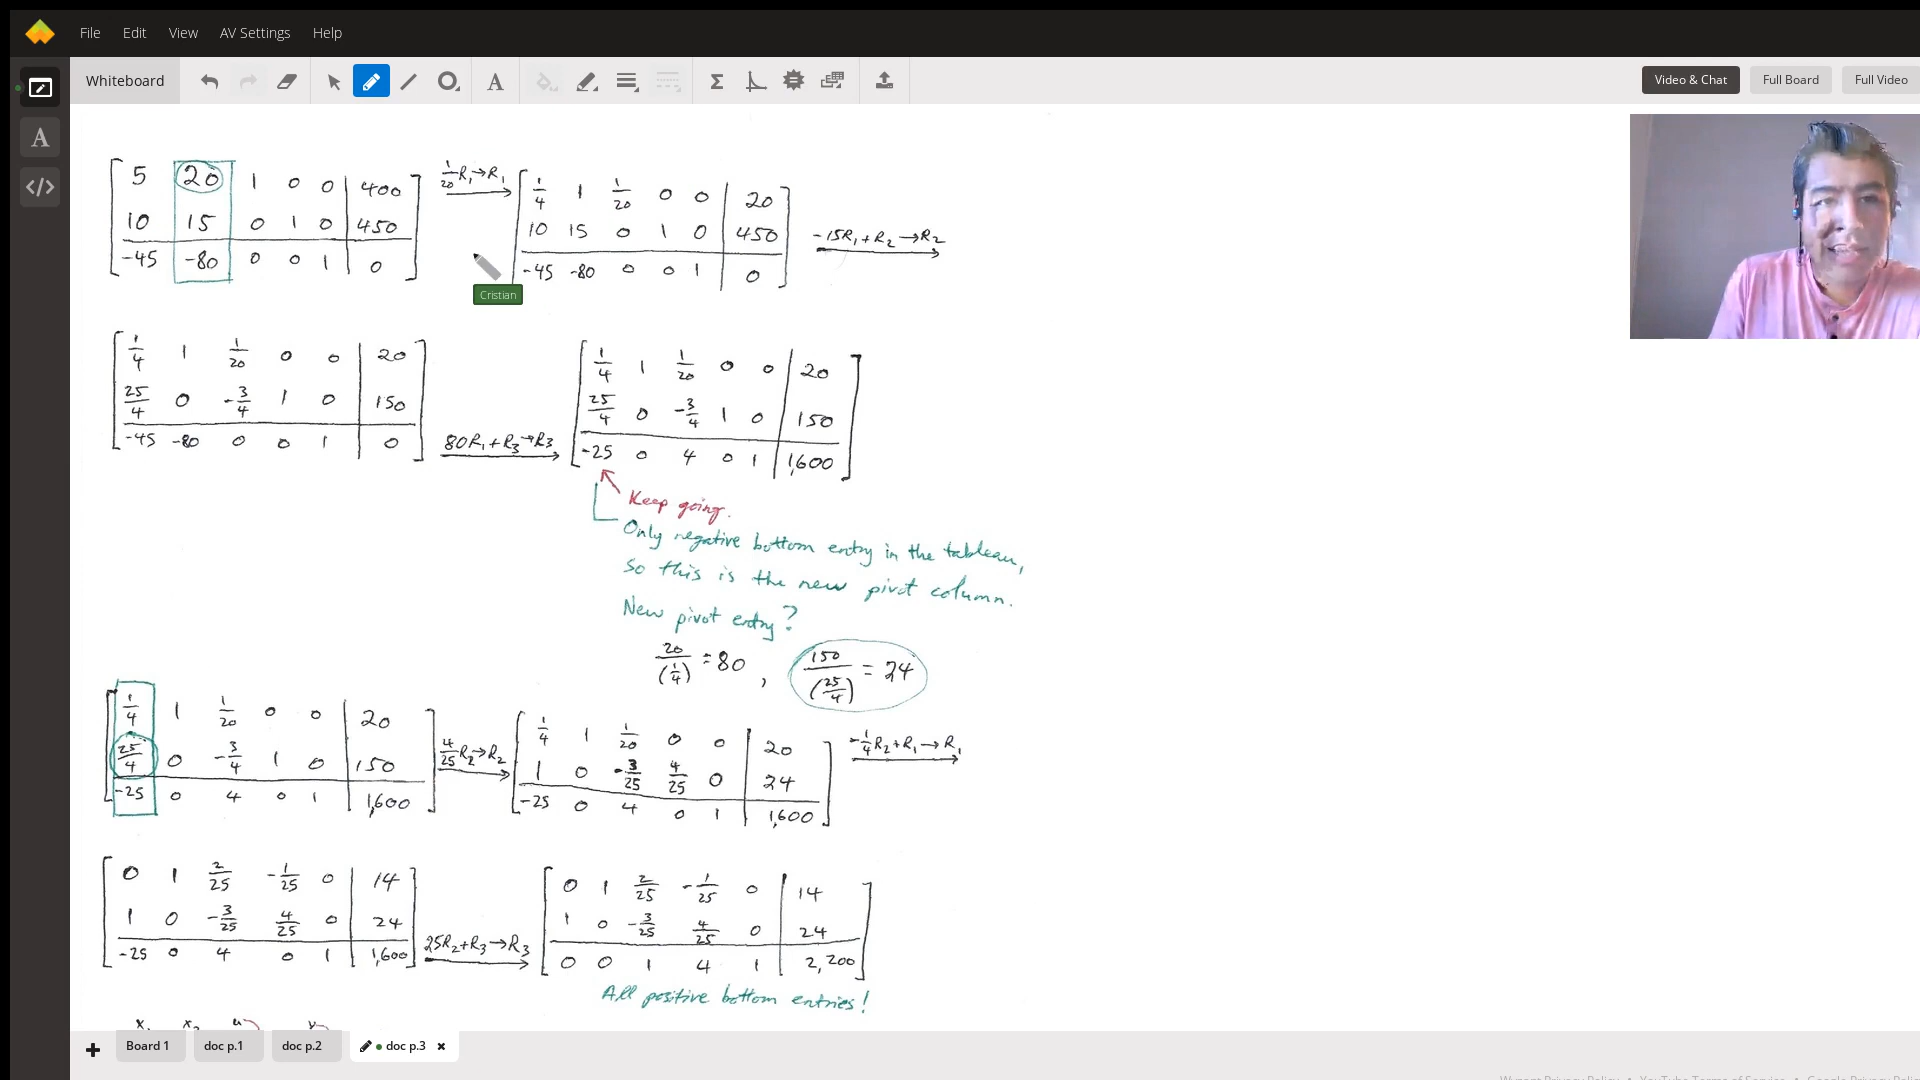 File Edit View AV Settings Help
Whiteboard
A
Σ
Video & Chat Full Board Full Video
A
</>
5 20 1 0 0 | 400
10 15 0 1 0 | 450
-45 -80 0 0 1 | 0
1/20 R₁→R₁
1/4 1 1/20 0 0 | 20
10 15 0 1 0 | 450
-45 -80 0 0 1 | 0
-15R₁+R₂→R₂
Cristian
1/4 1 1/20 0 0 | 20
25/4 0 -3/4 1 0 | 150
-45 -80 0 0 1 | 0
80R₁+R₃→R₃
1/4 1 1/20 0 0 | 20
25/4 0 -3/4 1 0 | 150
-25 0 4 0 1 | 1,600
Keep going.
Only negative bottom entry in the tableau,
So this is the new pivot column.
New pivot entry?
20/(1/4) = 80 , 150/(25/4) = 24
1/4 1 1/20 0 0 | 20
25/4 0 -3/4 1 0 | 150
-25 0 4 0 1 | 1,600
4/25 R₂→R₂
1/4 1 1/20 0 0 | 20
1 0 -3/25 4/25 0 | 24
-25 0 4 0 1 | 1,600
-1/4 R₂+R₁→R₁
0 1 2/25 -1/25 0 | 14
1 0 -3/25 4/25 0 | 24
-25 0 4 0 1 | 1,600
25R₂+R₃→R₃
0 1 2/25 -1/25 0 | 14
1 0 -3/25 4/25 0 | 24
0 0 1 4 1 | 2,200
All positive bottom entries!
Board 1 doc p.1 doc p.2 doc p.3